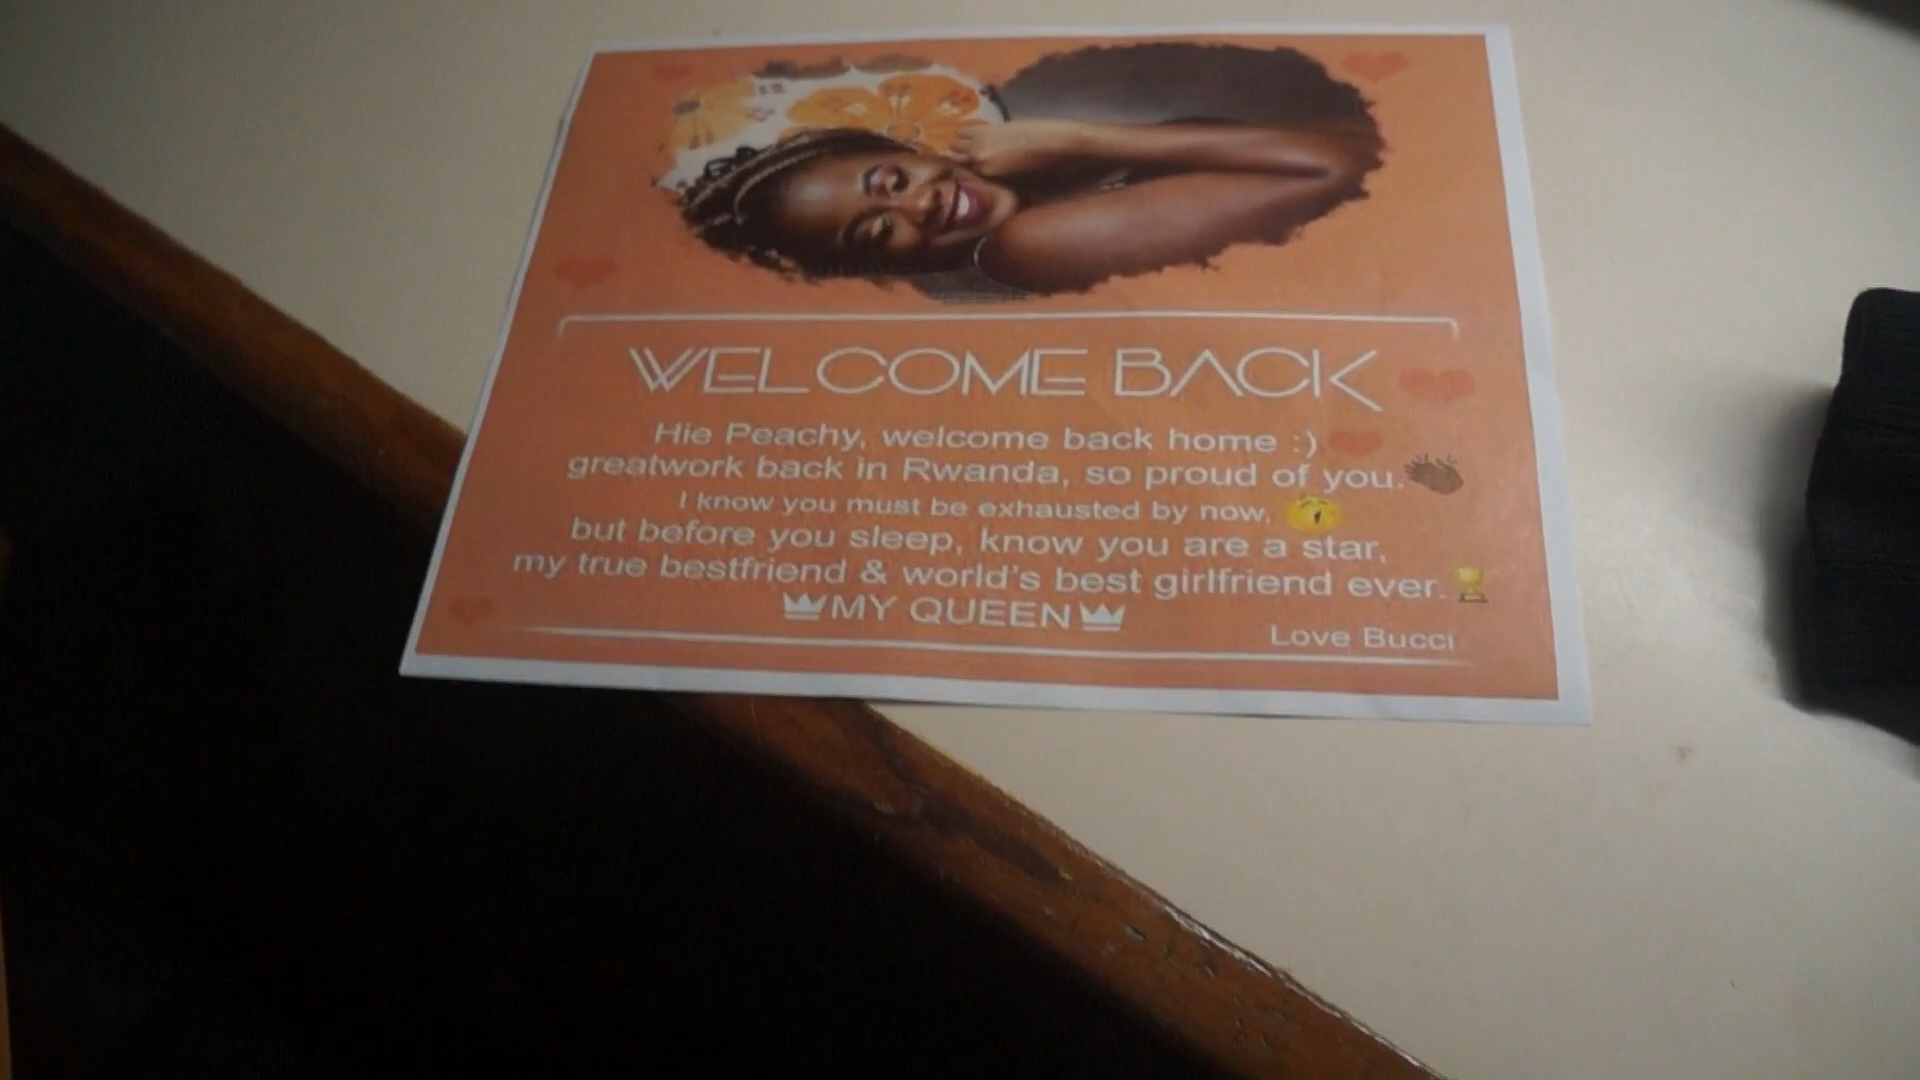 WELCOME BACK
Hie Peachy, welcome back home :)
greatwork back in Rwanda, so proud of you.
I know you must be exhausted by now,
but before you sleep, know you are a star,
my true bestfriend & world's best girlfriend ever.
MY QUEEN
Love Bucci